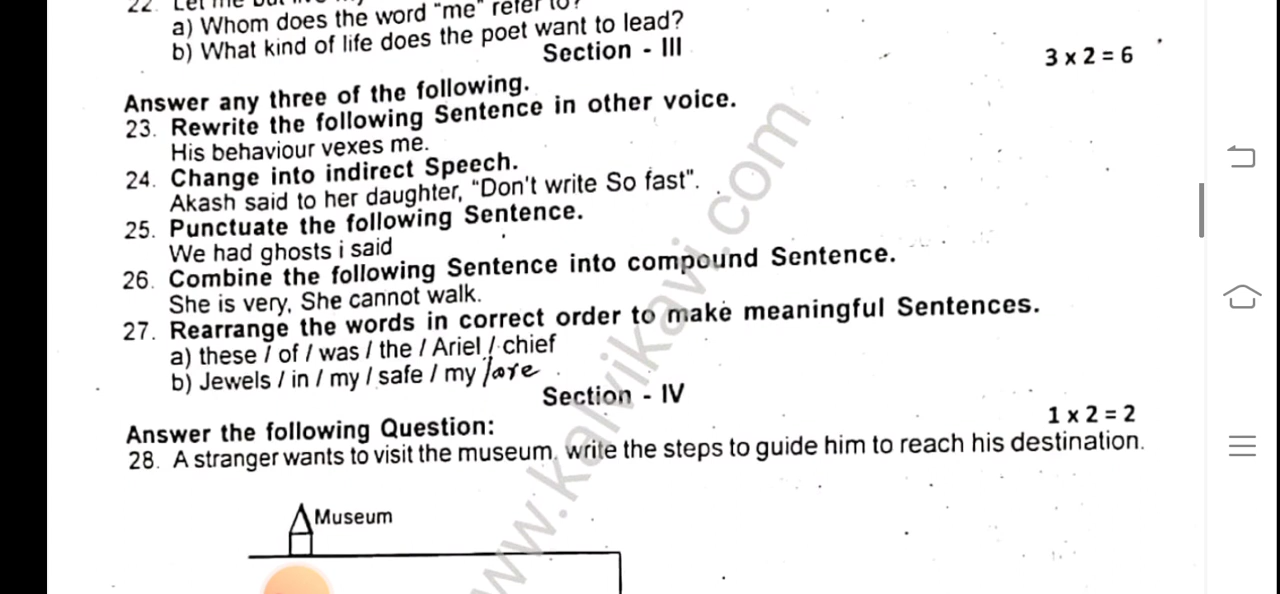 22. Let me
a) Whom does the word "me" refer to?
b) What kind of life does the poet want to lead?
Section - III
3 x 2 = 6
Answer any three of the following.
23. Rewrite the following Sentence in other voice.
His behaviour vexes me.
24. Change into indirect Speech.
Akash said to her daughter, "Don't write So fast".
25. Punctuate the following Sentence.
We had ghosts i said
26. Combine the following Sentence into compound Sentence.
She is very, She cannot walk.
27. Rearrange the words in correct order to make meaningful Sentences.
a) these / of / was / the / Ariel / chief
b) Jewels / in / my / safe / my /are
Section - IV
1 x 2 = 2
Answer the following Question:
28. A stranger wants to visit the museum. write the steps to guide him to reach his destination.
Museum
www.kalvikavi.com